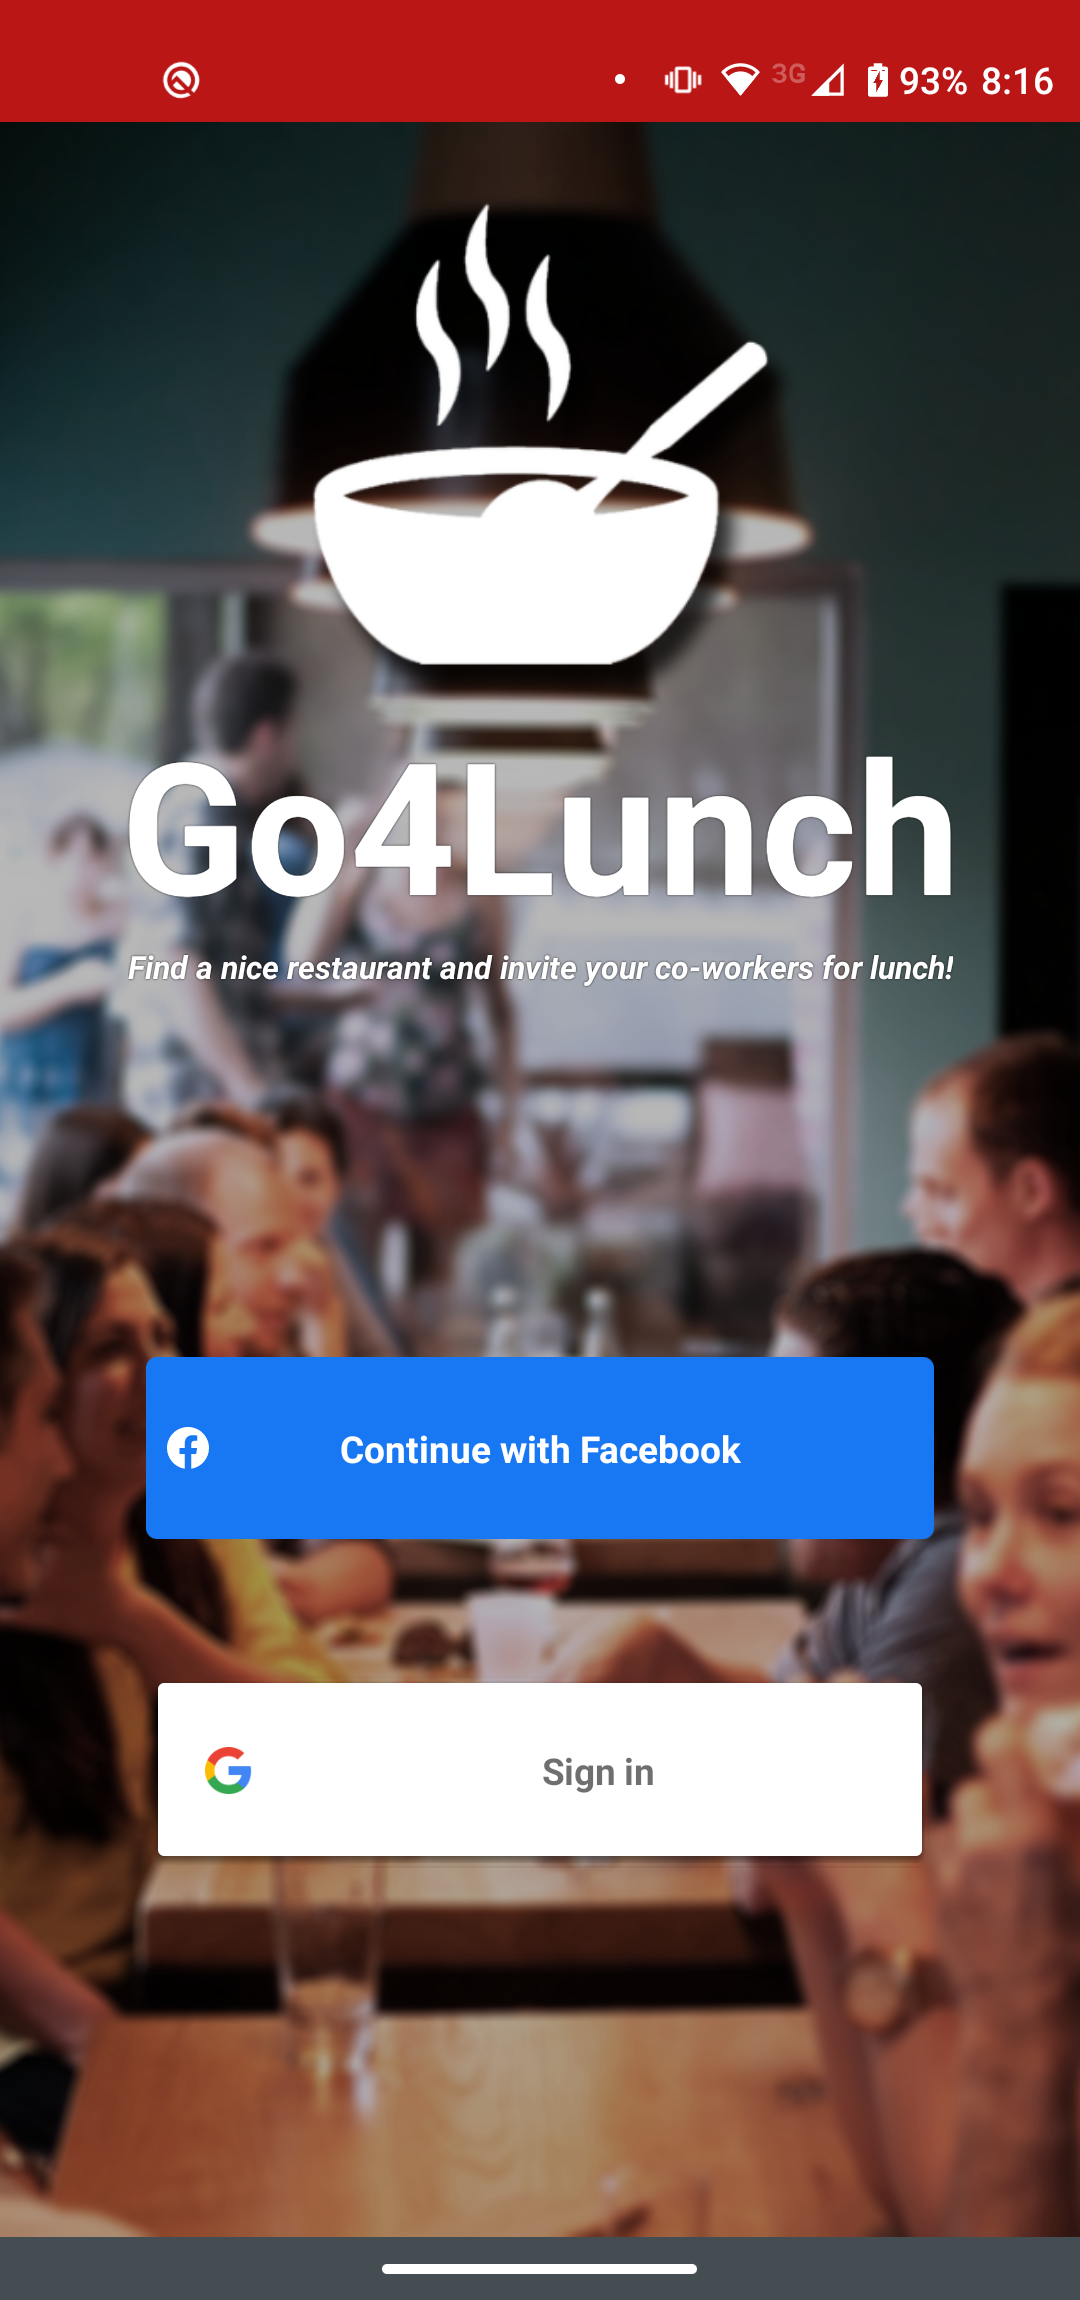 3G 93% 8:16
Go4Lunch
Find a nice restaurant and invite your co-workers for lunch!
Continue with Facebook
Sign in